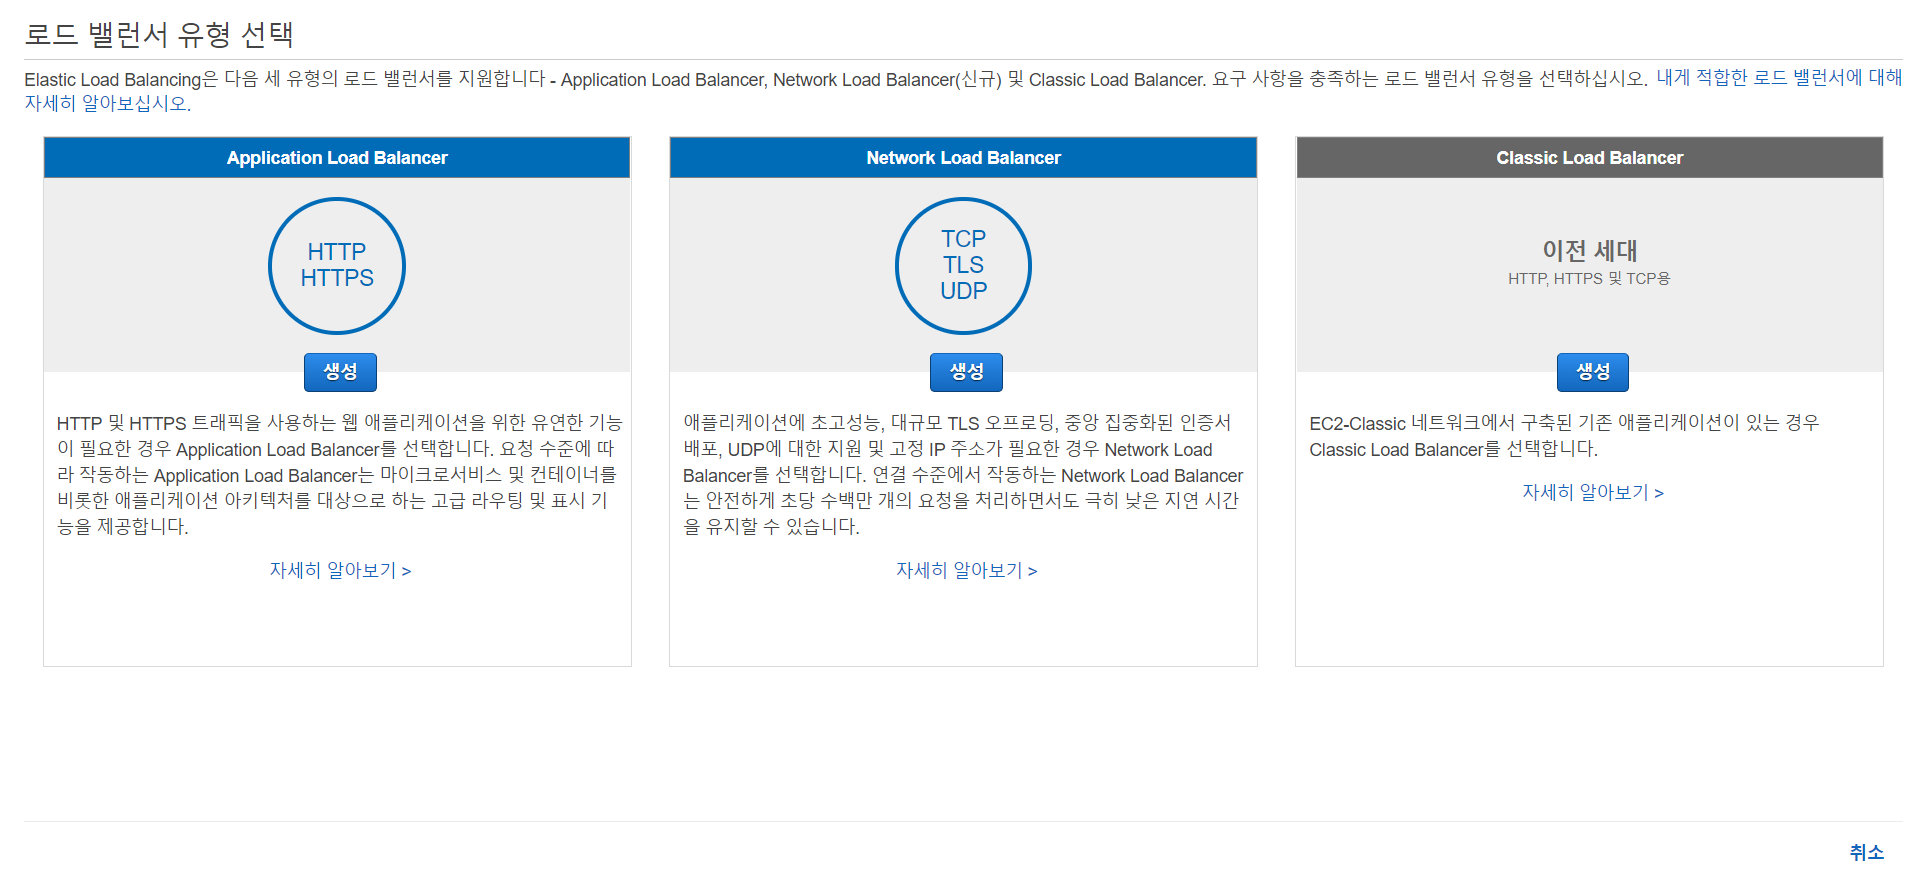 로드 밸런서 유형 선택
Elastic Load Balancing은 다음 세 유형의 로드 밸런서를 지원합니다 - Application Load Balancer, Network Load Balancer(신규) 및 Classic Load Balancer. 요구 사항을 충족하는 로드 밸런서 유형을 선택하십시오. 내게 적합한 로드 밸런서에 대해
자세히 알아보십시오.
Application Load Balancer
HTTP
HTTPS
생성
HTTP 및 HTTPS 트래픽을 사용하는 웹 애플리케이션을 위한 유연한 기능
이 필요한 경우 Application Load Balancer를 선택합니다. 요청 수준에 따
라 작동하는 Application Load Balancer는 마이크로서비스 및 컨테이너를
비롯한 애플리케이션 아키텍처를 대상으로 하는 고급 라우팅 및 표시 기
능을 제공합니다.
자세히 알아보기 >
Network Load Balancer
TCP
TLS
UDP
생성
애플리케이션에 초고성능, 대규모 TLS 오프로딩, 중앙 집중화된 인증서
배포, UDP에 대한 지원 및 고정 IP 주소가 필요한 경우 Network Load
Balancer를 선택합니다. 연결 수준에서 작동하는 Network Load Balancer
는 안전하게 초당 수백만 개의 요청을 처리하면서도 극히 낮은 지연 시간
을 유지할 수 있습니다.
자세히 알아보기 >
Classic Load Balancer
이전 세대
HTTP, HTTPS 및 TCP용
생성
EC2-Classic 네트워크에서 구축된 기존 애플리케이션이 있는 경우
Classic Load Balancer를 선택합니다.
자세히 알아보기 >
취소